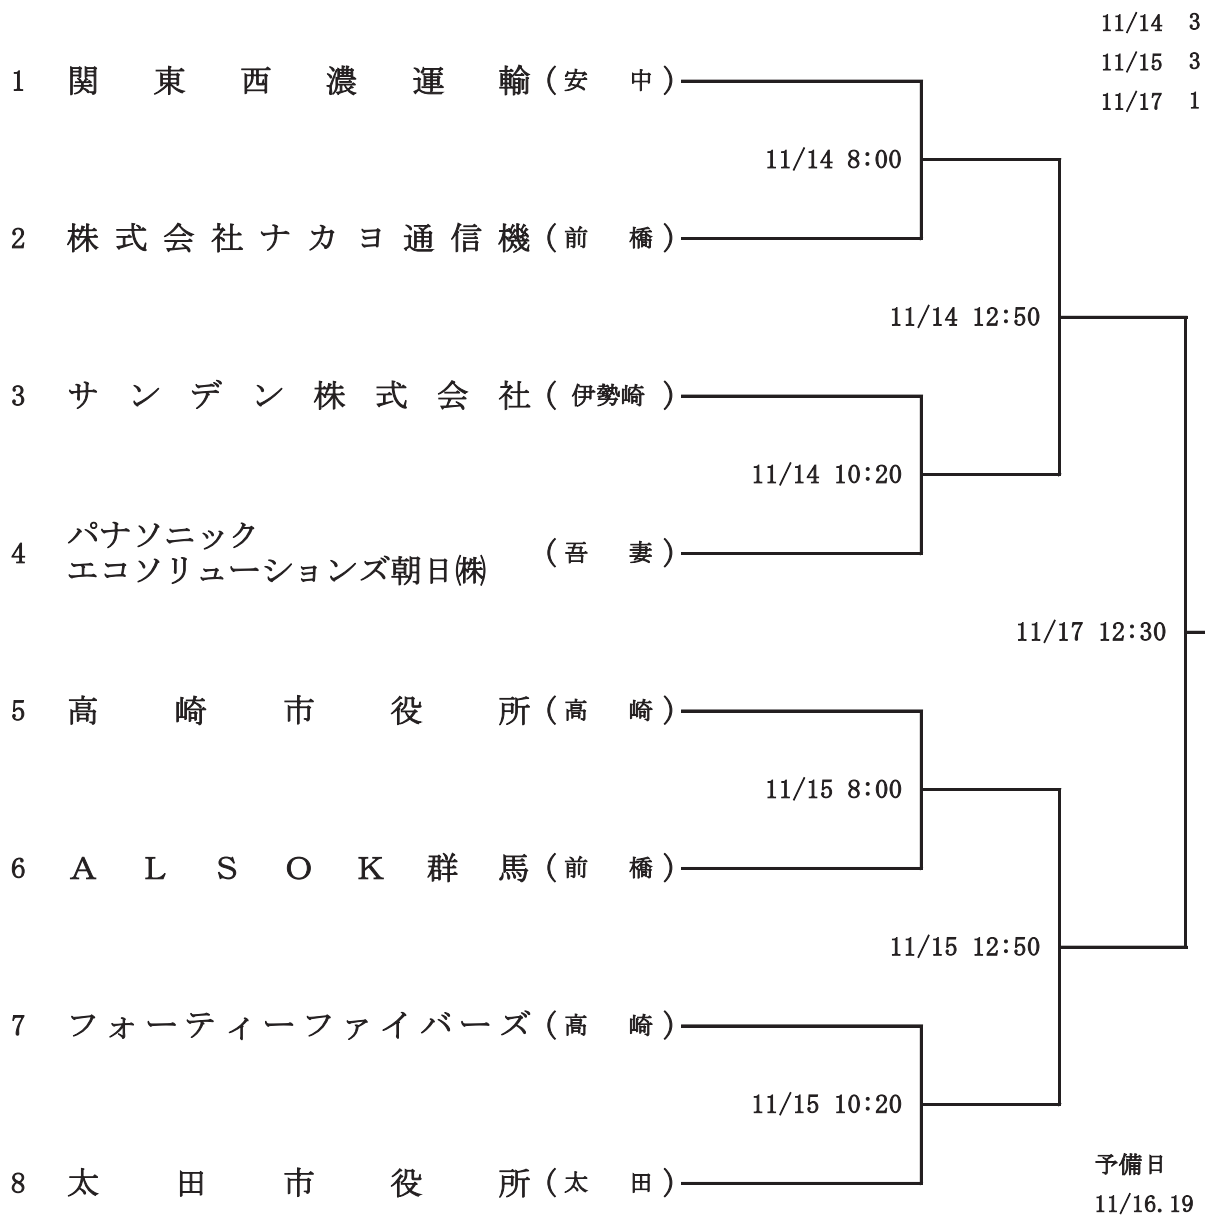 11/14 3
11/15 3
11/17 1
1 関東西濃運輸(安中)
11/14 8:00
2 株式会社ナカヨ通信機(前橋)
11/14 12:50
3 サンデン株式会社(伊勢崎)
11/14 10:20
4 パナソニック
エコソリューションズ朝日㈱ (吾妻)
11/17 12:30
5 高崎市役所(高崎)
11/15 8:00
6 ALSOK群馬(前橋)
11/15 12:50
7 フォーティーファイバーズ(高崎)
11/15 10:20
8 太田市役所(太田)
予備日
11/16.19